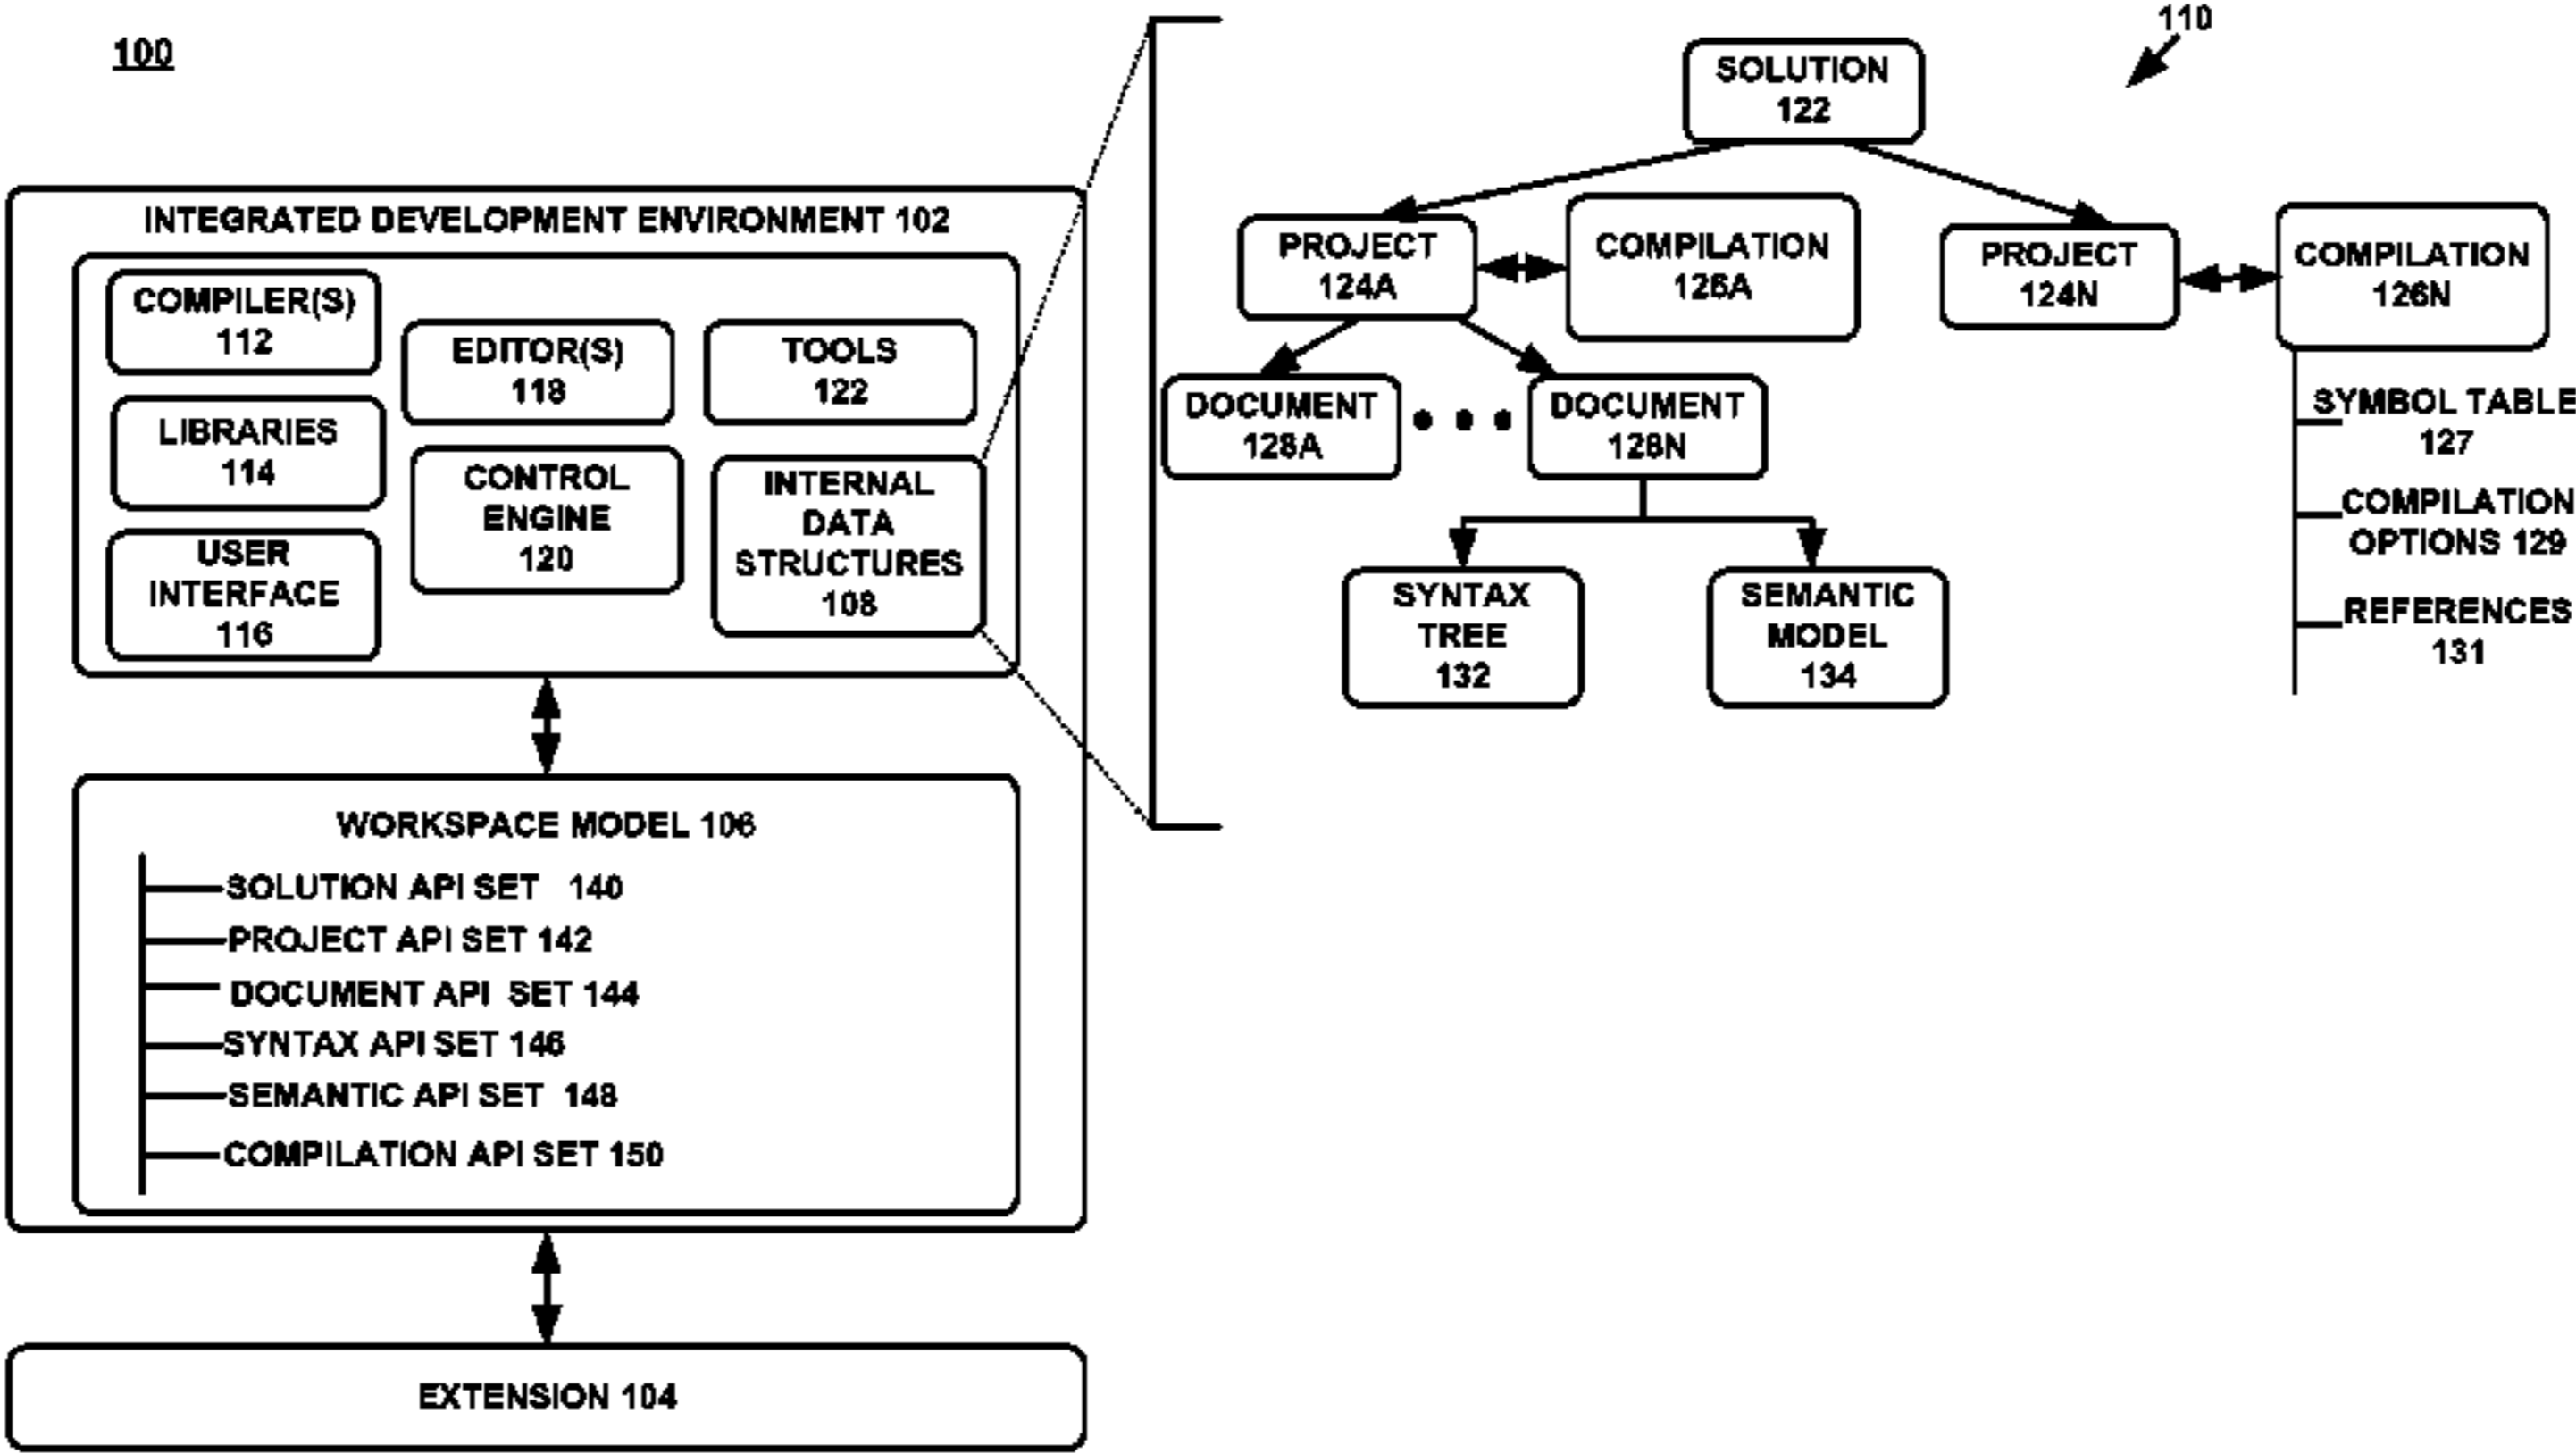 100
110
INTEGRATED DEVELOPMENT ENVIRONMENT 102
COMPILER(S)
112
LIBRARIES
114
USER
INTERFACE
116
EDITOR(S)
118
CONTROL
ENGINE
120
TOOLS
122
INTERNAL
DATA
STRUCTURES
108
WORKSPACE MODEL 106
SOLUTION API SET 140
PROJECT API SET 142
DOCUMENT API SET 144
SYNTAX API SET 146
SEMANTIC API SET 148
COMPILATION API SET 150
EXTENSION 104
SOLUTION
122
PROJECT
124A
COMPILATION
126A
PROJECT
124N
COMPILATION
126N
DOCUMENT
128A
DOCUMENT
128N
SYNTAX
TREE
132
SEMANTIC
MODEL
134
SYMBOL TABLE
127
COMPILATION
OPTIONS 129
REFERENCES
131